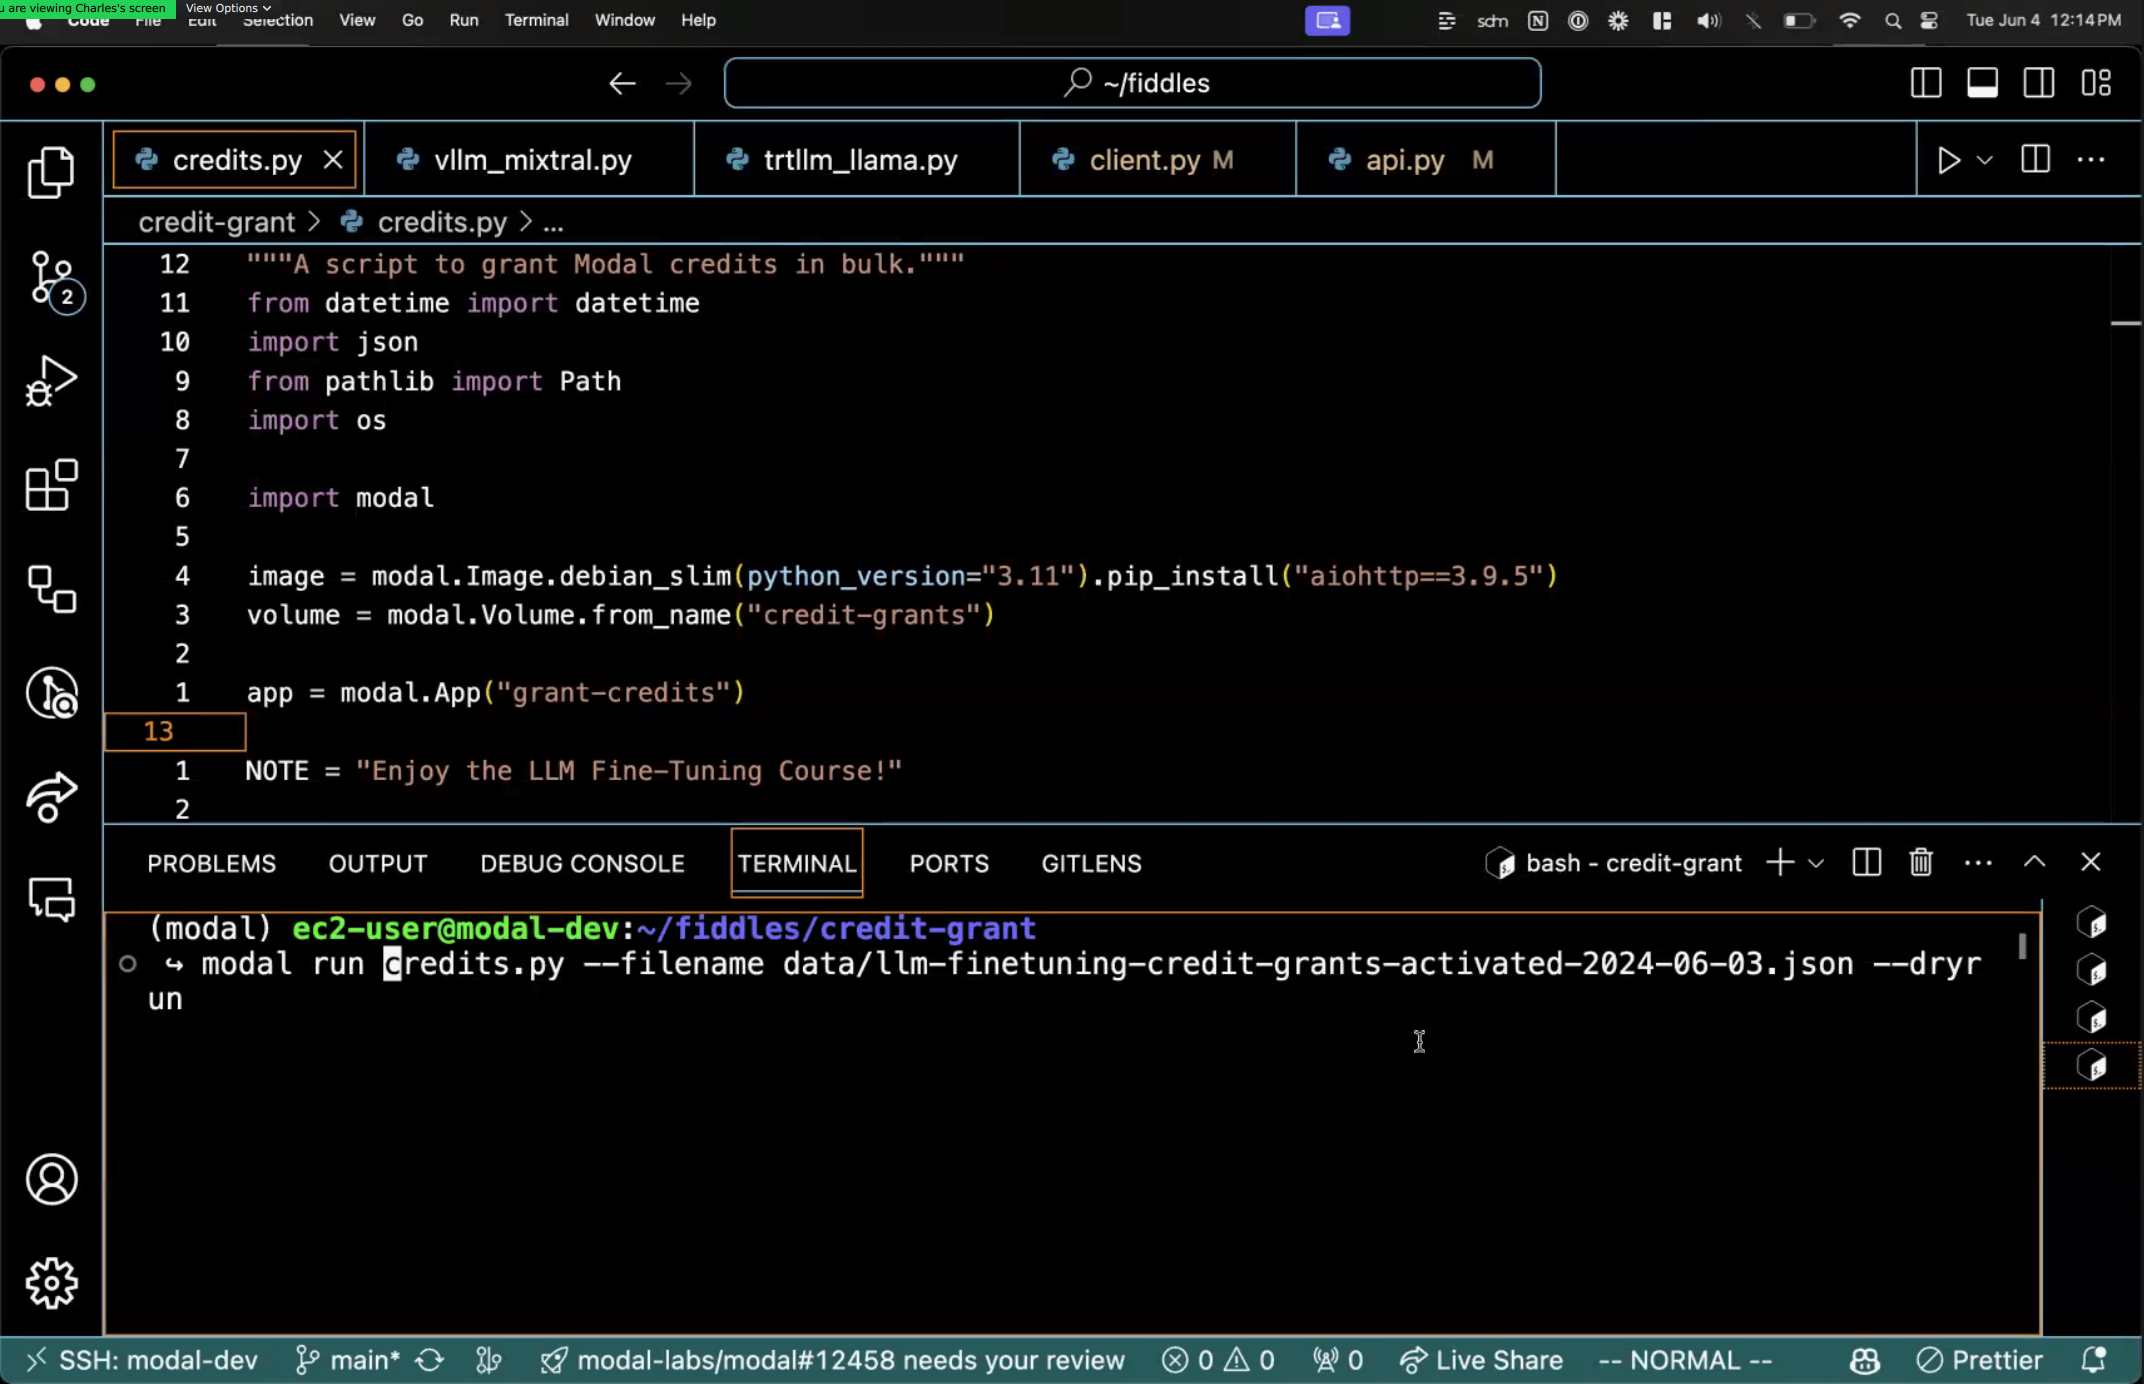 u are viewing Charles's screen View Options
Code File Edit Selection View Go Run Terminal Window Help sdm Tue Jun 4 12:14PM
~/fiddles
credits.py vllm_mixtral.py trtllm_llama.py client.py M api.py M
credit-grant > credits.py > ...
12 """A script to grant Modal credits in bulk."""
11 from datetime import datetime
10 import json
9 from pathlib import Path
8 import os
7
6 import modal
5
4 image = modal.Image.debian_slim(python_version="3.11").pip_install("aiohttp==3.9.5")
3 volume = modal.Volume.from_name("credit-grants")
2
1 app = modal.App("grant-credits")
13
1 NOTE = "Enjoy the LLM Fine-Tuning Course!"
2
2
PROBLEMS OUTPUT DEBUG CONSOLE TERMINAL PORTS GITLENS bash - credit-grant
(modal) ec2-user@modal-dev:~/fiddles/credit-grant
↪ modal run credits.py --filename data/llm-finetuning-credit-grants-activated-2024-06-03.json --dryr
un
SSH: modal-dev main* modal-labs/modal#12458 needs your review 0 0 0 Live Share -- NORMAL -- Prettier